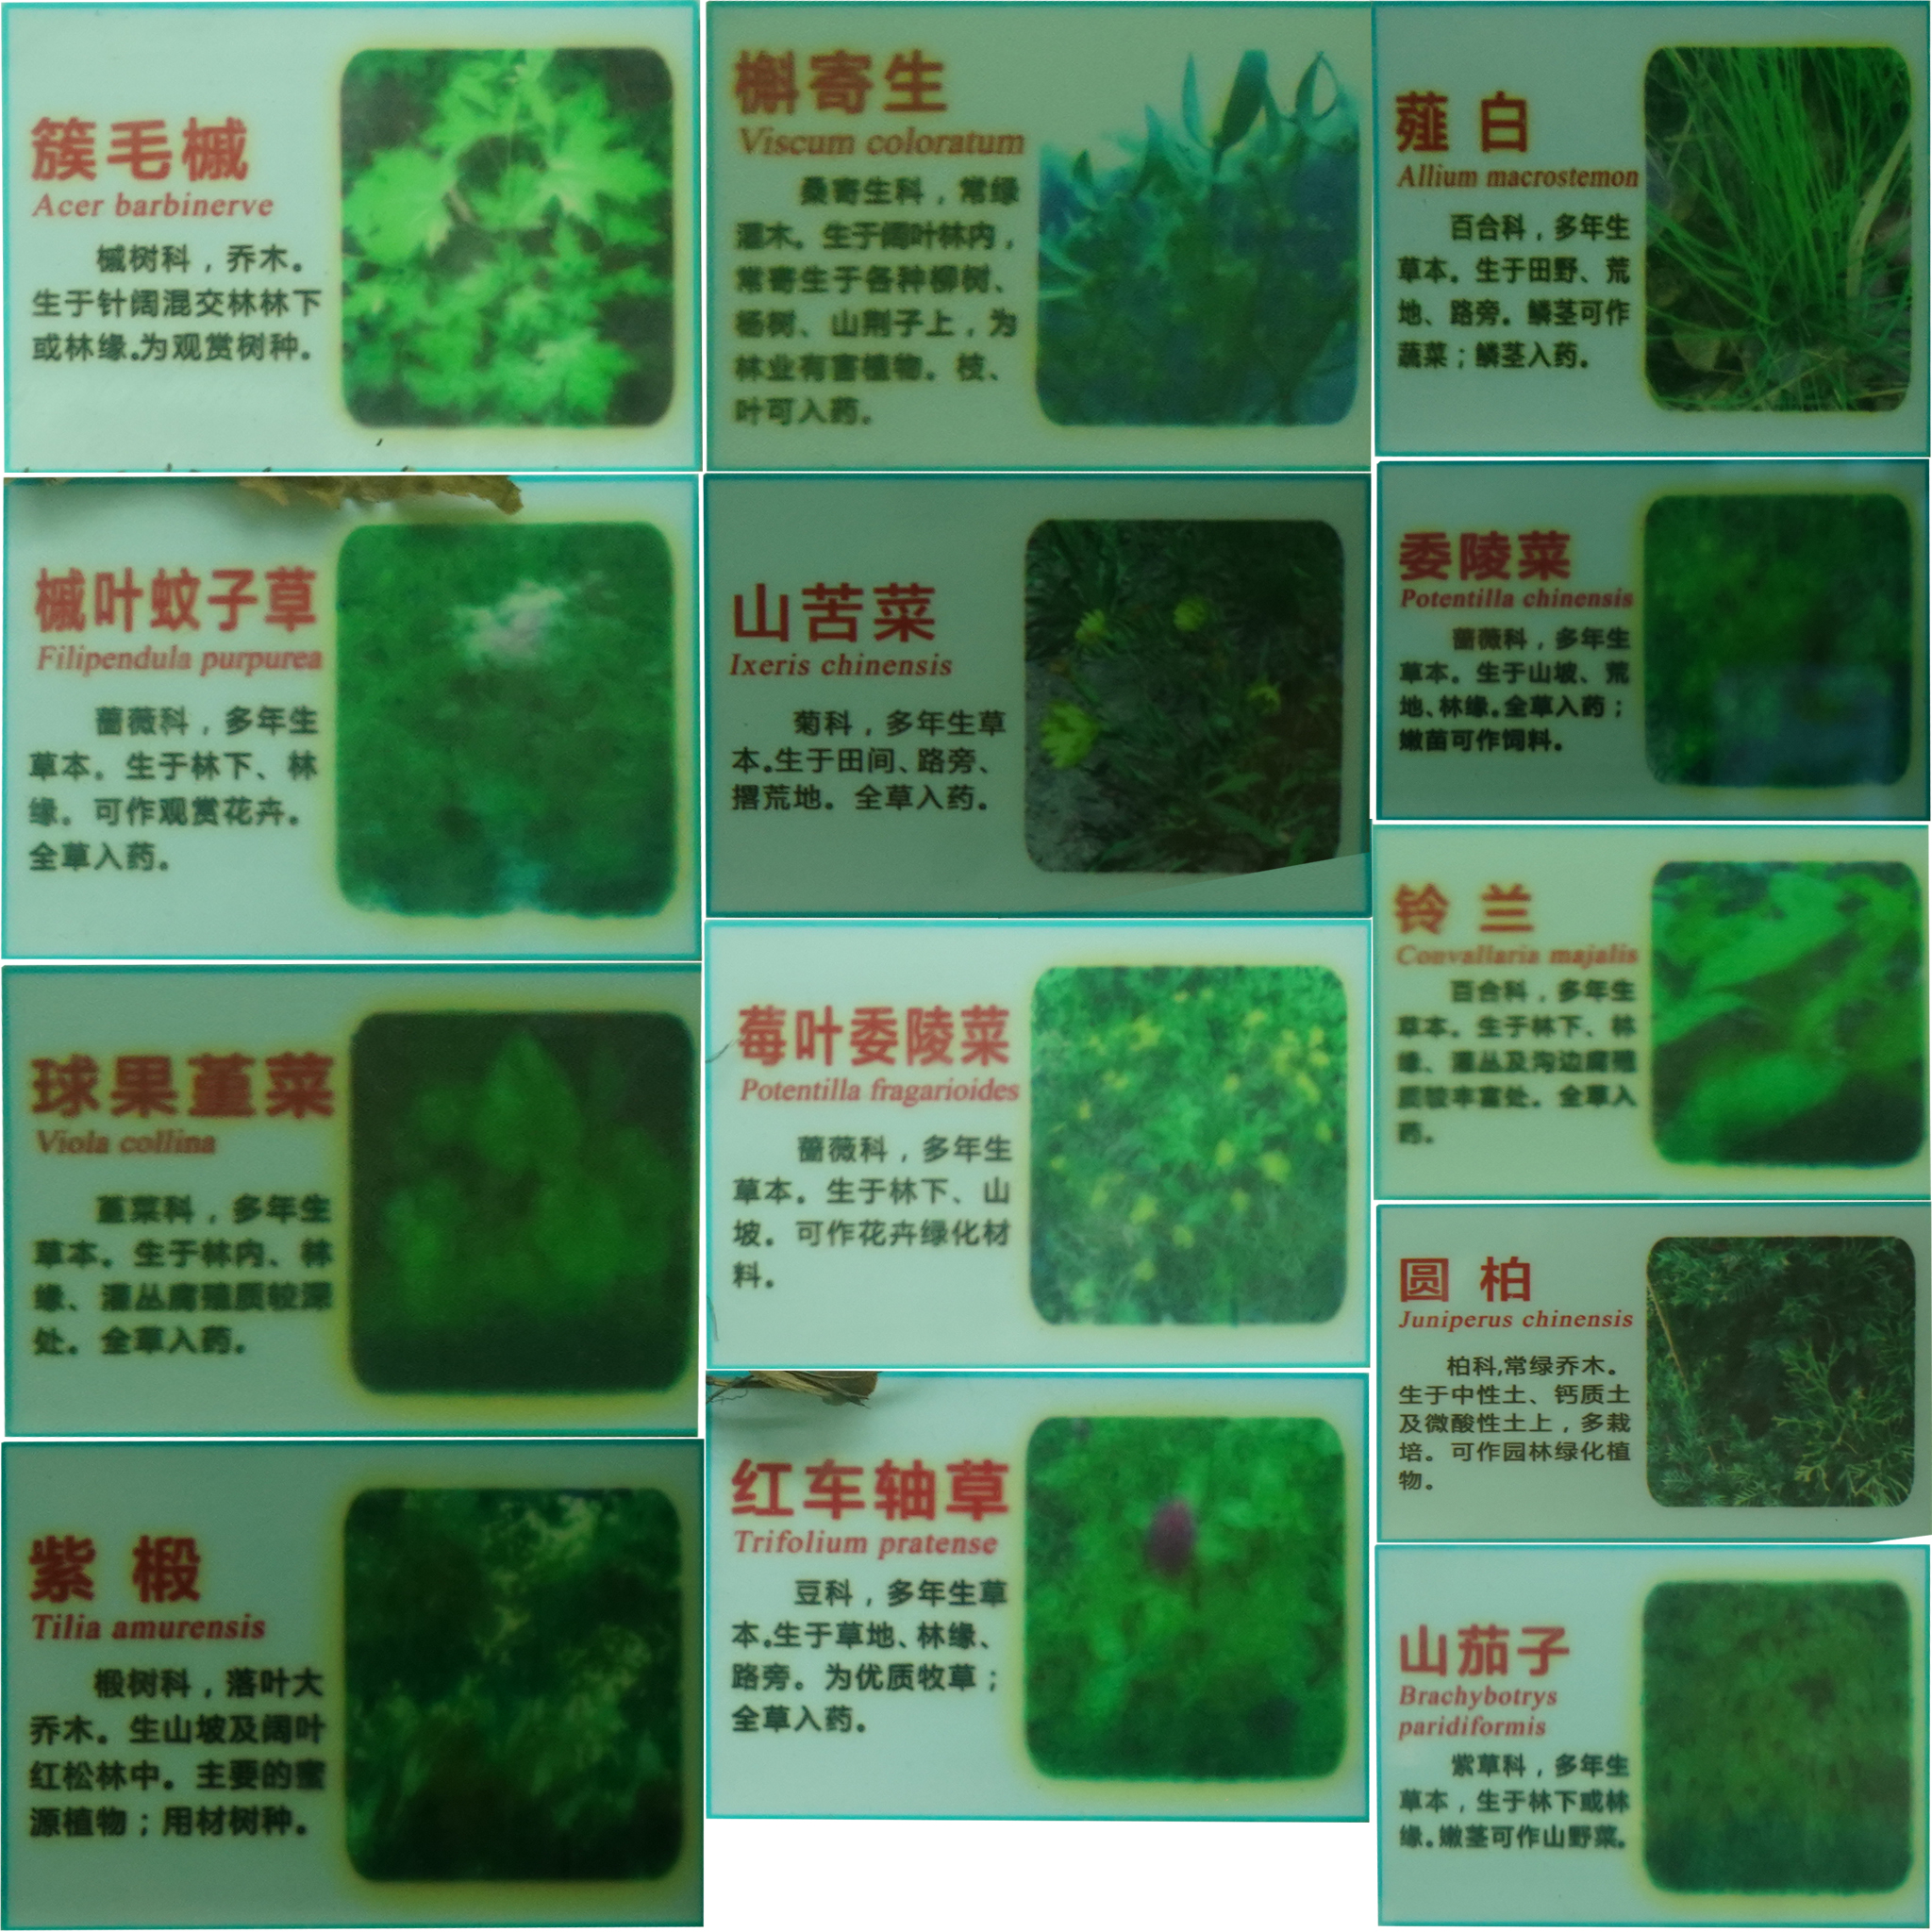 簇毛槭
Acer barbinerve
槭树科，乔木。
生于针阔混交林林下
或林缘。为观赏树种。
槭叶蚊子草
Filipendula purpurea
蔷薇科，多年生
草本。生于林下、林
缘。可作观赏花卉。
全草入药。
球果堇菜
Viola collina
堇菜科，多年生
草本。生于林内、林
缘、灌丛腐殖质较深
处。全草入药。
紫椴
Tilia amurensis
椴树科，落叶大
乔木。生山坡及阔叶
红松林中。主要的蜜
源植物；用材树种。
槲寄生
Viscum coloratum
桑寄生科，常绿
灌木。生于阔叶林内，
常寄生于各种柳树、
杨树、山荆子上，为
林业有害植物。枝、
叶可入药。
山苦菜
Ixeris chinensis
菊科，多年生草
本。生于田间、路旁、
撂荒地。全草入药。
莓叶委陵菜
Potentilla fragarioides
蔷薇科，多年生
草本。生于林下、山
坡。可作花卉绿化材
料。
红车轴草
Trifolium pratense
豆科，多年生草
本。生于草地、林缘、
路旁。为优质牧草；
全草入药。
薤白
Allium macrostemon
百合科，多年生
草本。生于田野、荒
地、路旁。鳞茎可作
蔬菜；鳞茎入药。
委陵菜
Potentilla chinensis
蔷薇科，多年生
草本。生于山坡、荒
地、林缘。全草入药；
嫩苗可作饲料。
铃兰
Convallaria majalis
百合科，多年生
草本。生于林下、林
缘、灌丛及沟边腐殖
质较丰富处。全草入
药。
圆柏
Juniperus chinensis
柏科,常绿乔木。
生于中性土、钙质土
及微酸性土上，多栽
培。可作园林绿化植
物。
山茄子
Brachybotrys
paridiformis
紫草科，多年生
草本，生于林下或林
缘。嫩茎可作山野菜。